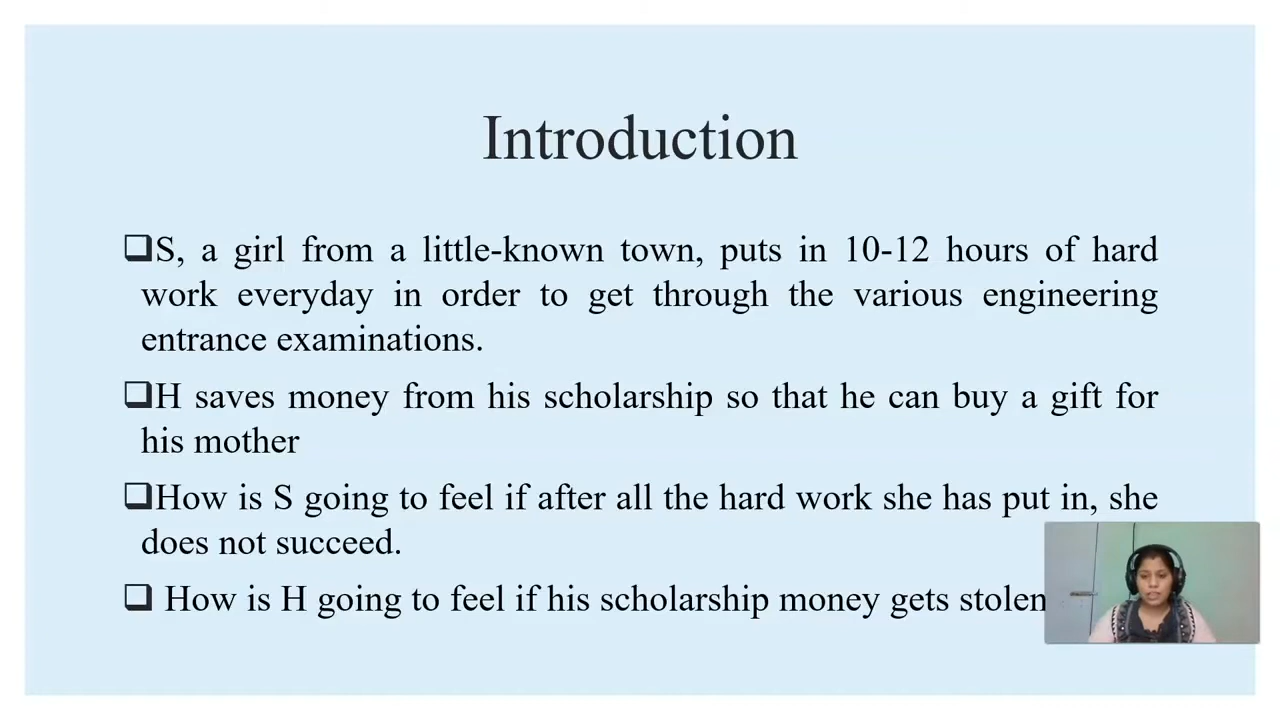 Introduction
❑S, a girl from a little-known town, puts in 10-12 hours of hard
work everyday in order to get through the various engineering
entrance examinations.
❑H saves money from his scholarship so that he can buy a gift for
his mother
❑How is S going to feel if after all the hard work she has put in, she
does not succeed.
❑ How is H going to feel if his scholarship money gets stolen